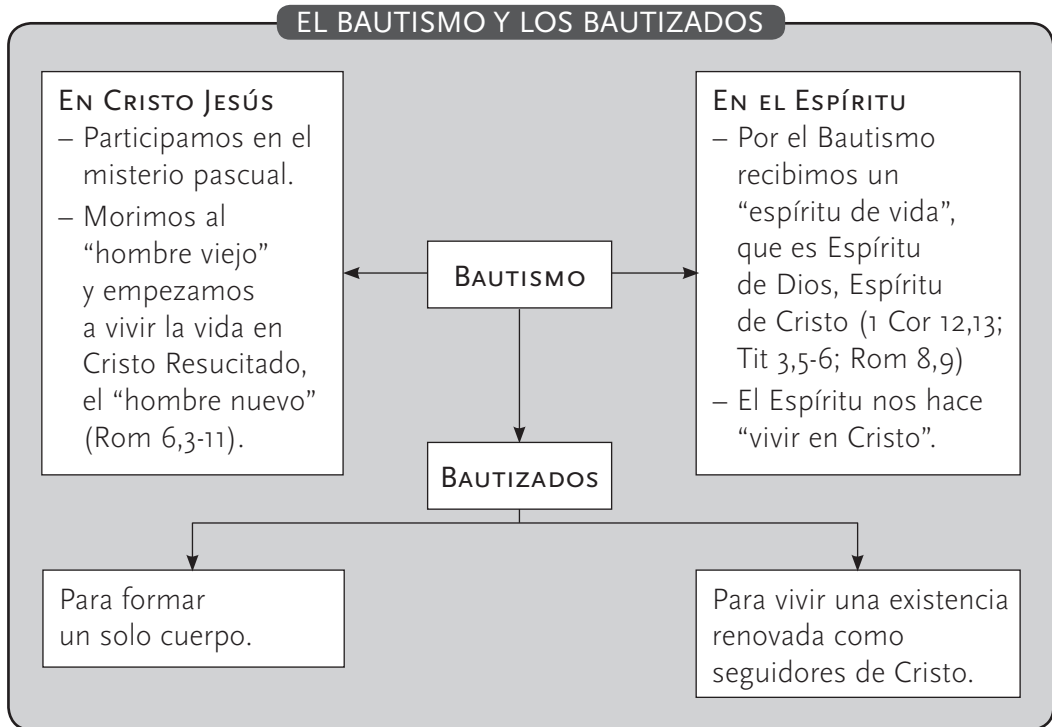 EL BAUTISMO Y LOS BAUTIZADOS
EN CRISTO JESÚS
– Participamos en el
misterio pascual.
– Morimos al
“hombre viejo”
y empezamos
a vivir la vida en
Cristo Resucitado,
el “hombre nuevo”
(Rom 6,3-11).
BAUTISMO
EN EL ESPÍRITU
– Por el Bautismo
recibimos un
“espíritu de vida”,
que es Espíritu
de Dios, Espíritu
de Cristo (1 Cor 12,13;
Tit 3,5-6; Rom 8,9)
– El Espíritu nos hace
“vivir en Cristo”.
BAUTIZADOS
Para formar
un solo cuerpo.
Para vivir una existencia
renovada como
seguidores de Cristo.